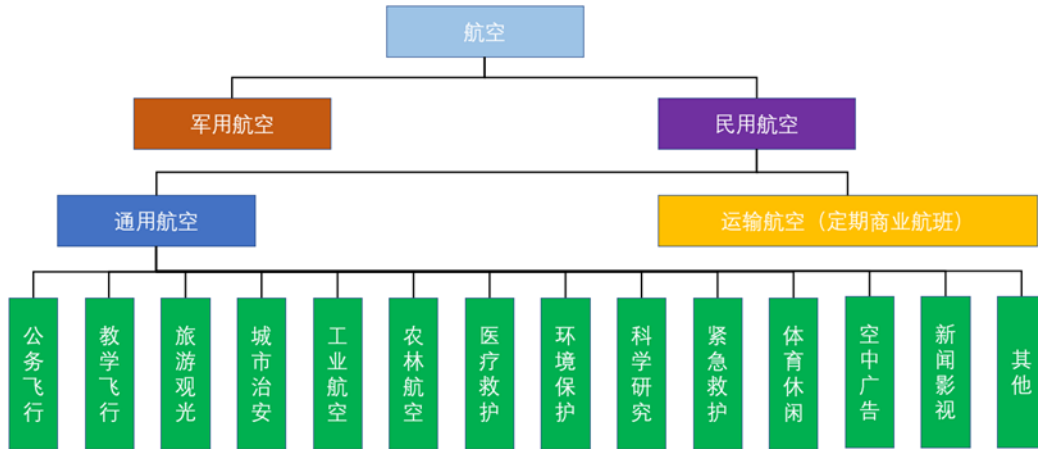 航空
军用航空
民用航空
通用航空
运输航空（定期商业航班）
公务飞行
教学飞行
旅游观光
城市治安
工业航空
农林航空
医疗救护
环境保护
科学研究
紧急救护
体育休闲
空中广告
新闻影视
其他